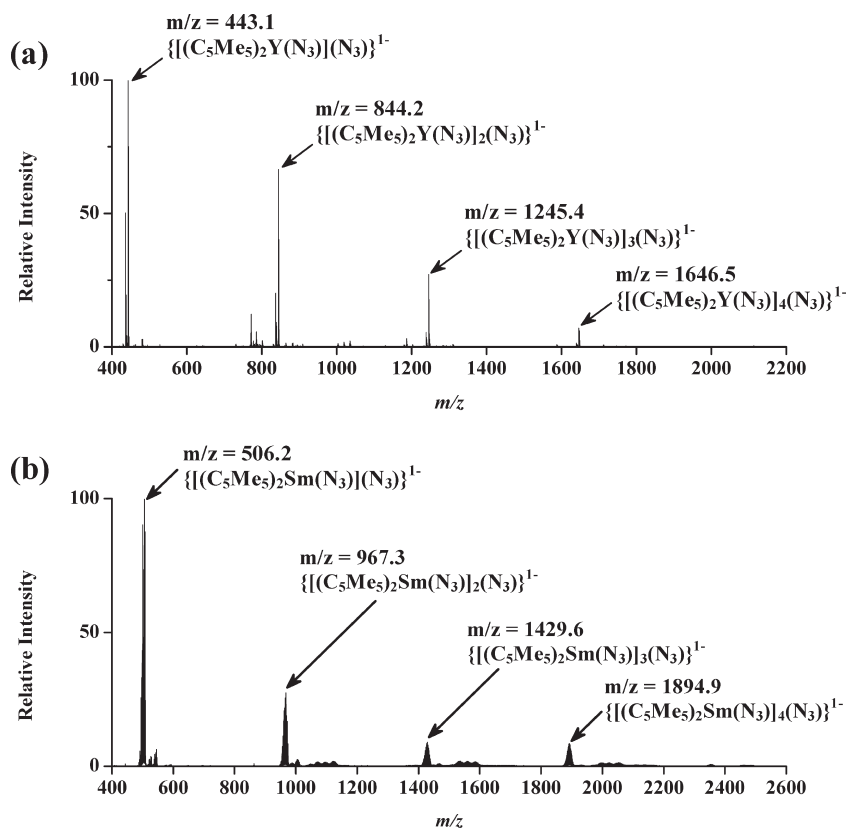 (a)
m/z = 443.1
{[(C₅Me₅)₂Y(N₃)](N₃)}¹⁻
m/z = 844.2
{[(C₅Me₅)₂Y(N₃)]₂(N₃)}¹⁻
m/z = 1245.4
{[(C₅Me₅)₂Y(N₃)]₃(N₃)}¹⁻
m/z = 1646.5
{[(C₅Me₅)₂Y(N₃)]₄(N₃)}¹⁻
Relative Intensity
100
50
0
400 600 800 1000 1200 1400 1600 1800 2000 2200
m/z
(b)
m/z = 506.2
{[(C₅Me₅)₂Sm(N₃)](N₃)}¹⁻
m/z = 967.3
{[(C₅Me₅)₂Sm(N₃)]₂(N₃)}¹⁻
m/z = 1429.6
{[(C₅Me₅)₂Sm(N₃)]₃(N₃)}¹⁻
m/z = 1894.9
{[(C₅Me₅)₂Sm(N₃)]₄(N₃)}¹⁻
Relative Intensity
100
50
0
400 600 800 1000 1200 1400 1600 1800 2000 2200 2400 2600
m/z